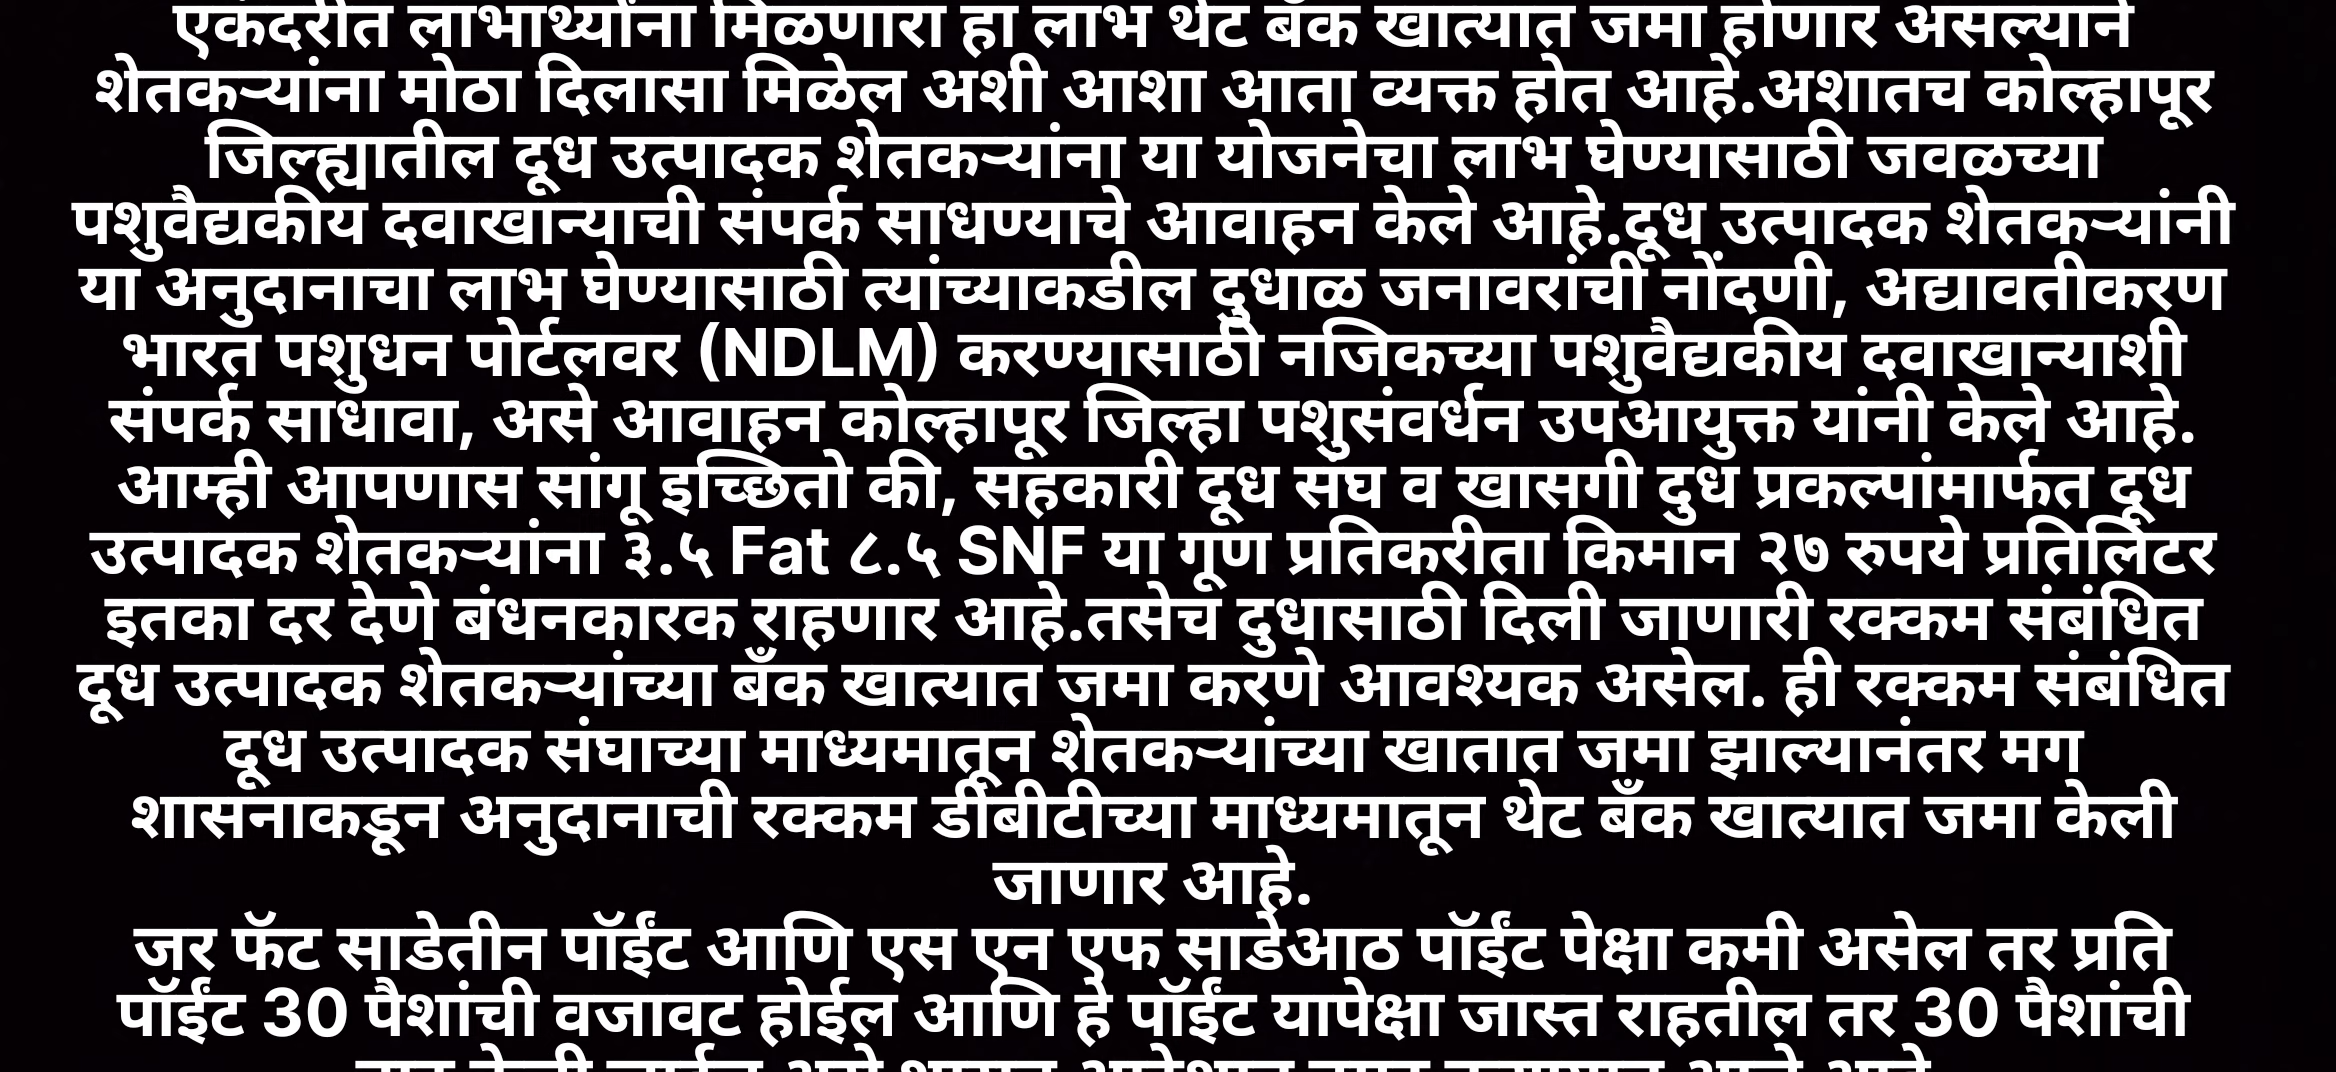 एकंदरीत लाभार्थ्यांना मिळणारा हा लाभ थेट बँक खात्यात जमा होणार असल्याने
शेतकऱ्यांना मोठा दिलासा मिळेल अशी आशा आता व्यक्त होत आहे.अशातच कोल्हापूर
जिल्ह्यातील दूध उत्पादक शेतकऱ्यांना या योजनेचा लाभ घेण्यासाठी जवळच्या
पशुवैद्यकीय दवाखान्याची संपर्क साधण्याचे आवाहन केले आहे.दूध उत्पादक शेतकऱ्यांनी
या अनुदानाचा लाभ घेण्यासाठी त्यांच्याकडील दुधाळ जनावरांची नोंदणी, अद्यावतीकरण
भारत पशुधन पोर्टलवर (NDLM) करण्यासाठी नजिकच्या पशुवैद्यकीय दवाखान्याशी
संपर्क साधावा, असे आवाहन कोल्हापूर जिल्हा पशुसंवर्धन उपआयुक्त यांनी केले आहे.
आम्ही आपणास सांगू इच्छितो की, सहकारी दूध संघ व खासगी दुध प्रकल्पांमार्फत दूध
उत्पादक शेतकऱ्यांना ३.५ Fat ८.५ SNF या गूण प्रतिकरीता किमान २७ रुपये प्रतिलिटर
इतका दर देणे बंधनकारक राहणार आहे.तसेच दुधासाठी दिली जाणारी रक्कम संबंधित
दूध उत्पादक शेतकऱ्यांच्या बँक खात्यात जमा करणे आवश्यक असेल. ही रक्कम संबंधित
दूध उत्पादक संघाच्या माध्यमातून शेतकऱ्यांच्या खातात जमा झाल्यानंतर मग
शासनाकडून अनुदानाची रक्कम डीबीटीच्या माध्यमातून थेट बँक खात्यात जमा केली
जाणार आहे.
जर फॅट साडेतीन पॉईंट आणि एस एन एफ साडेआठ पॉईंट पेक्षा कमी असेल तर प्रति
पॉईंट 30 पैशांची वजावट होईल आणि हे पॉईंट यापेक्षा जास्त राहतील तर 30 पैशांची